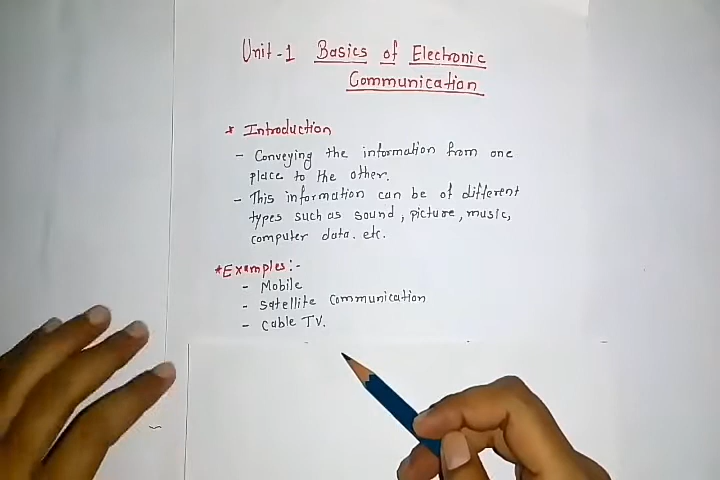 Unit-1 Basics of Electronic
Communication
* Introduction
- Conveying the information from one
place to the other.
- This information can be of different
types such as sound, picture, music,
computer data. etc.
* Examples:-
- Mobile
- Satellite Communication
- Cable TV.